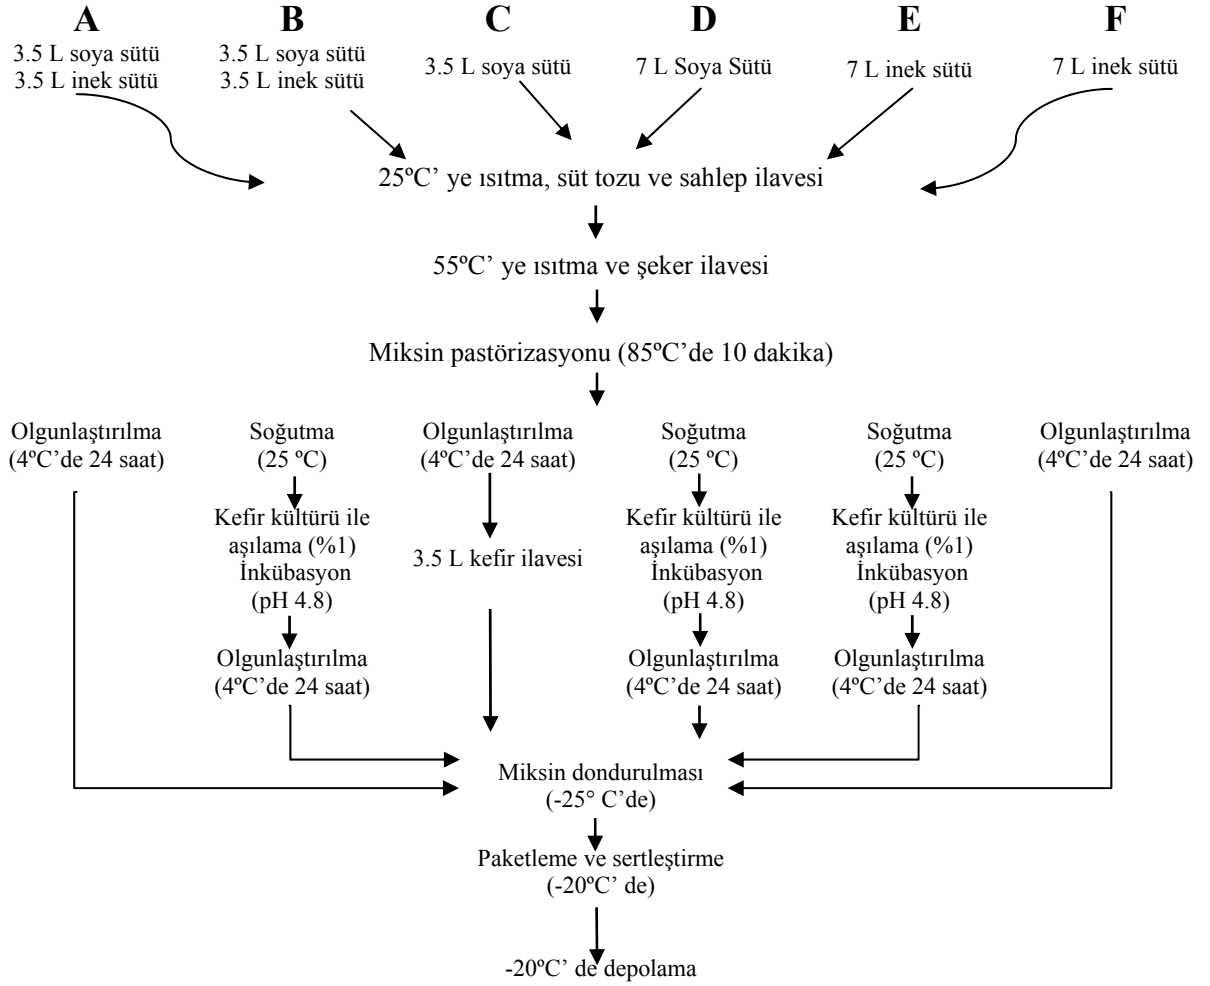 A
B
C
D
E
F
3.5 L soya sütü
3.5 L inek sütü
3.5 L soya sütü
3.5 L inek sütü
3.5 L soya sütü
7 L Soya Sütü
7 L inek sütü
7 L inek sütü
25ºC’ ye ısıtma, süt tozu ve sahlep ilavesi
55ºC’ ye ısıtma ve şeker ilavesi
Miksin pastörizasyonu (85ºC’de 10 dakika)
Olgunlaştırılma
(4ºC’de 24 saat)
Soğutma
(25 ºC)
Kefir kültürü ile
aşılama (%1)
İnkübasyon
(pH 4.8)
Olgunlaştırılma
(4ºC’de 24 saat)
Olgunlaştırılma
(4ºC’de 24 saat)
3.5 L kefir ilavesi
Soğutma
(25 ºC)
Kefir kültürü ile
aşılama (%1)
İnkübasyon
(pH 4.8)
Olgunlaştırılma
(4ºC’de 24 saat)
Soğutma
(25 ºC)
Kefir kültürü ile
aşılama (%1)
İnkübasyon
(pH 4.8)
Olgunlaştırılma
(4ºC’de 24 saat)
Olgunlaştırılma
(4ºC’de 24 saat)
Miksin dondurulması
(-25° C’de)
Paketleme ve sertleştirme
(-20ºC’ de)
-20ºC’ de depolama